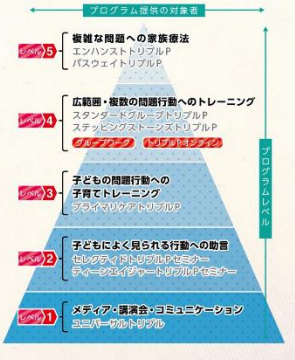 プログラム提供の対象者
レベル5
複雑な問題への家族療法
エンハンストトリプルP
パスウェイトリプルP
レベル4
広範囲・複数の問題行動へのトレーニング
スタンダードグループトリプルP
ステッピングストーンズトリプルP
グループワーク
トリプルPオンライン
レベル3
子どもの問題行動への
子育てトレーニング
プライマリケアトリプルP
レベル2
子どもによく見られる行動への助言
セレクティドトリプルPセミナー
ティーンエイジャートリプルPセミナー
レベル1
メディア・講演会・コミュニケーション
ユニバーサルトリプル
プログラムレベル